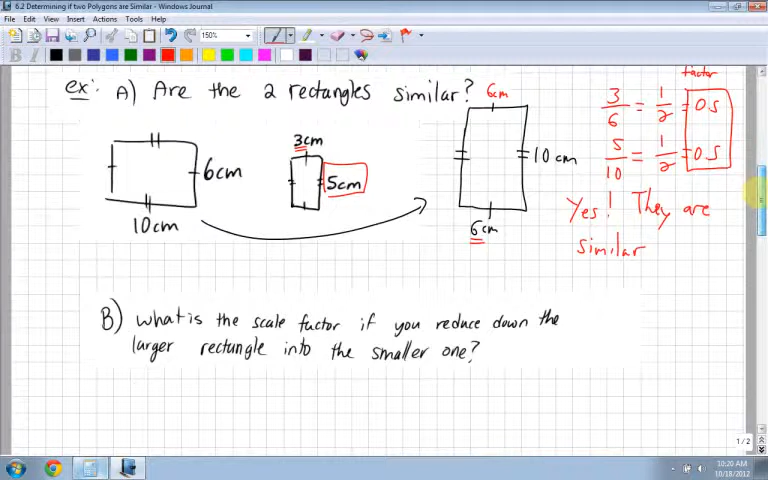 6.2 Determining if two Polygons are Similar - Windows Journal
File Edit View Insert Actions Tools Help
150%
B I
ex: A) Are the 2 rectangles similar?
6cm
factor
3/6 = 1/2 = 0.5
3cm
6cm
5cm
10cm
5/10 = 1/2 = 0.5
10cm
6cm
Yes! They are
similar
B) what is the scale factor if you reduce down the
larger rectangle into the smaller one?
1 / 2
10:20 AM
10/18/2012